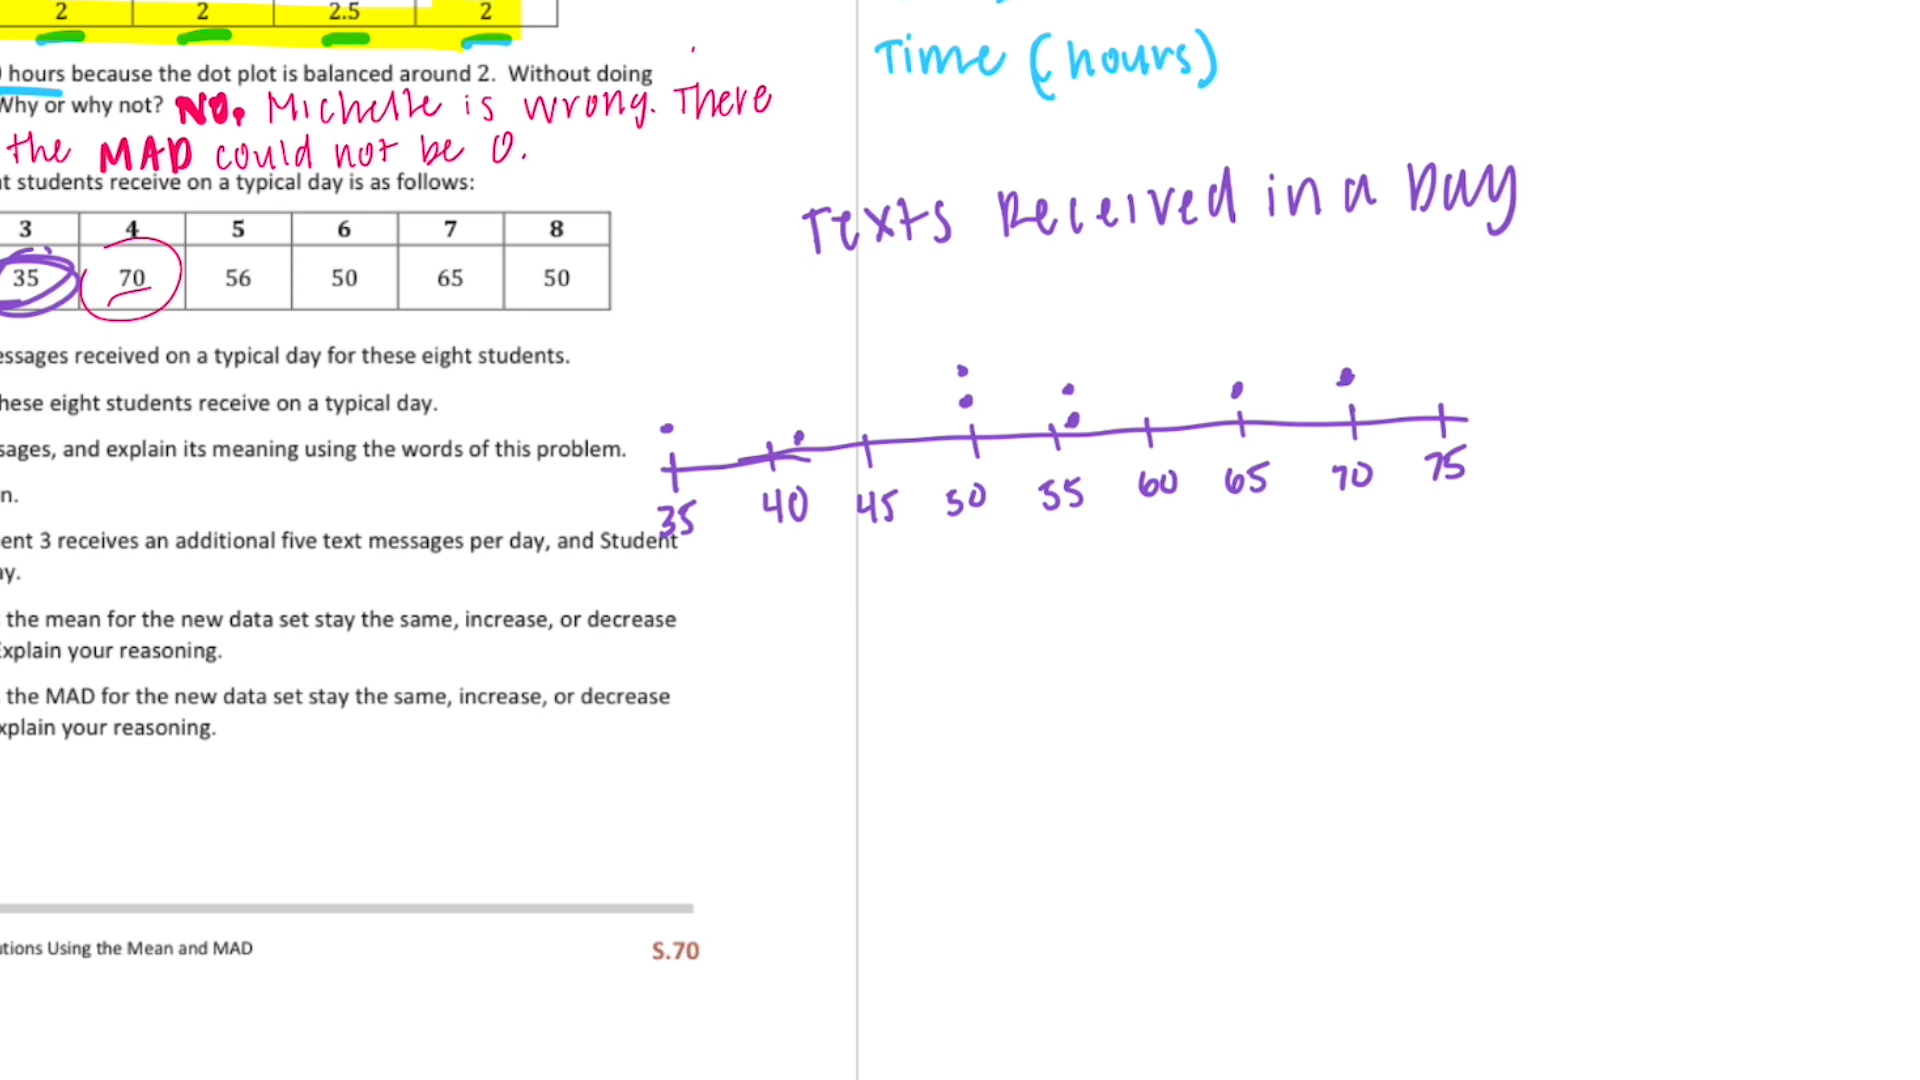 2 2 2.5 2
hours because the dot plot is balanced around 2. Without doing
Why or why not? NO. Michelle is wrong. There
the MAD could not be 0.
t students receive on a typical day is as follows:
3 4 5 6 7 8
35 70 56 50 65 50
essages received on a typical day for these eight students.
hese eight students receive on a typical day.
sages, and explain its meaning using the words of this problem.
n.
ent 3 receives an additional five text messages per day, and Student
ay.
the mean for the new data set stay the same, increase, or decrease
Explain your reasoning.
the MAD for the new data set stay the same, increase, or decrease
xplain your reasoning.
utions Using the Mean and MAD S.70
Time (hours)
Texts Received in a Day
35 40 45 50 55 60 65 70 75